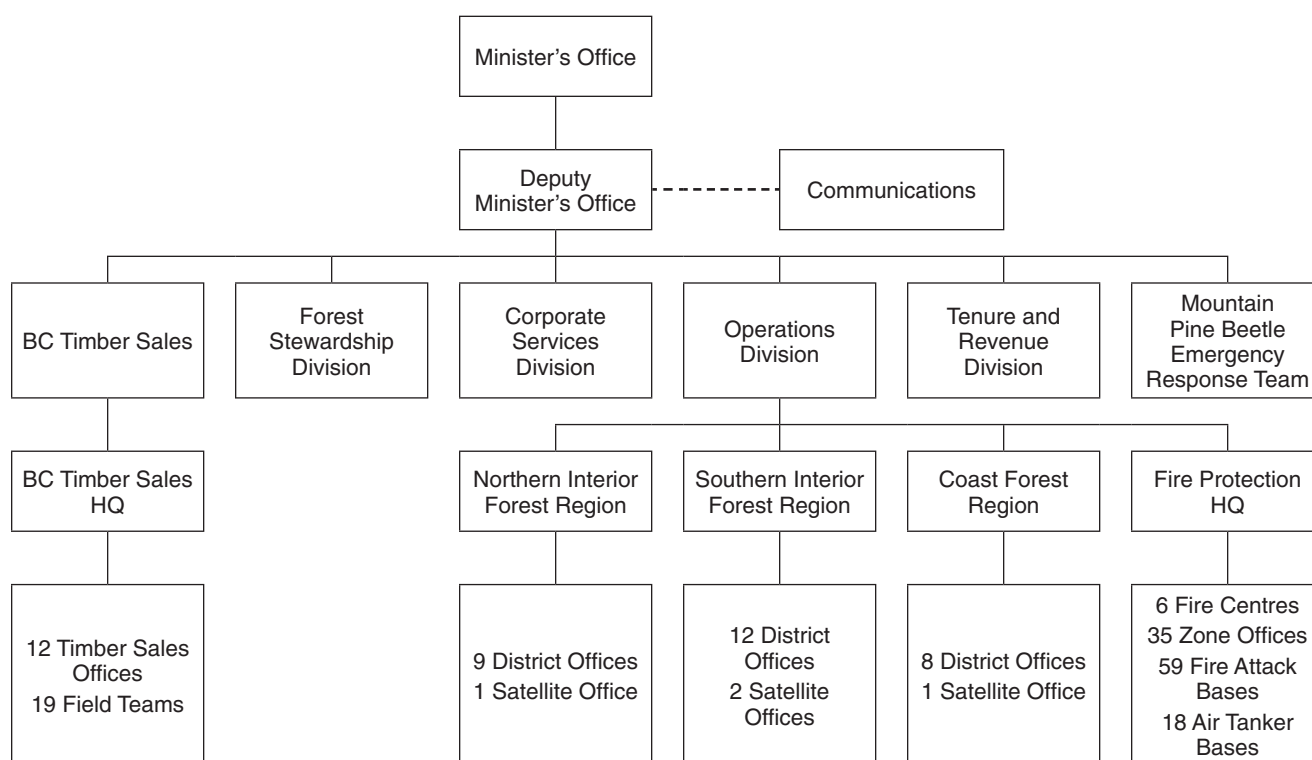 Minister’s Office
Deputy
Minister’s Office
Communications
BC Timber Sales
Forest
Stewardship
Division
Corporate
Services
Division
Operations
Division
Tenure and
Revenue
Division
Mountain
Pine Beetle
Emergency
Response Team
BC Timber Sales
HQ
Northern Interior
Forest Region
Southern Interior
Forest Region
Coast Forest
Region
Fire Protection
HQ
12 Timber Sales
Offices
19 Field Teams
9 District Offices
1 Satellite Office
12 District
Offices
2 Satellite
Offices
8 District Offices
1 Satellite Office
6 Fire Centres
35 Zone Offices
59 Fire Attack
Bases
18 Air Tanker
Bases